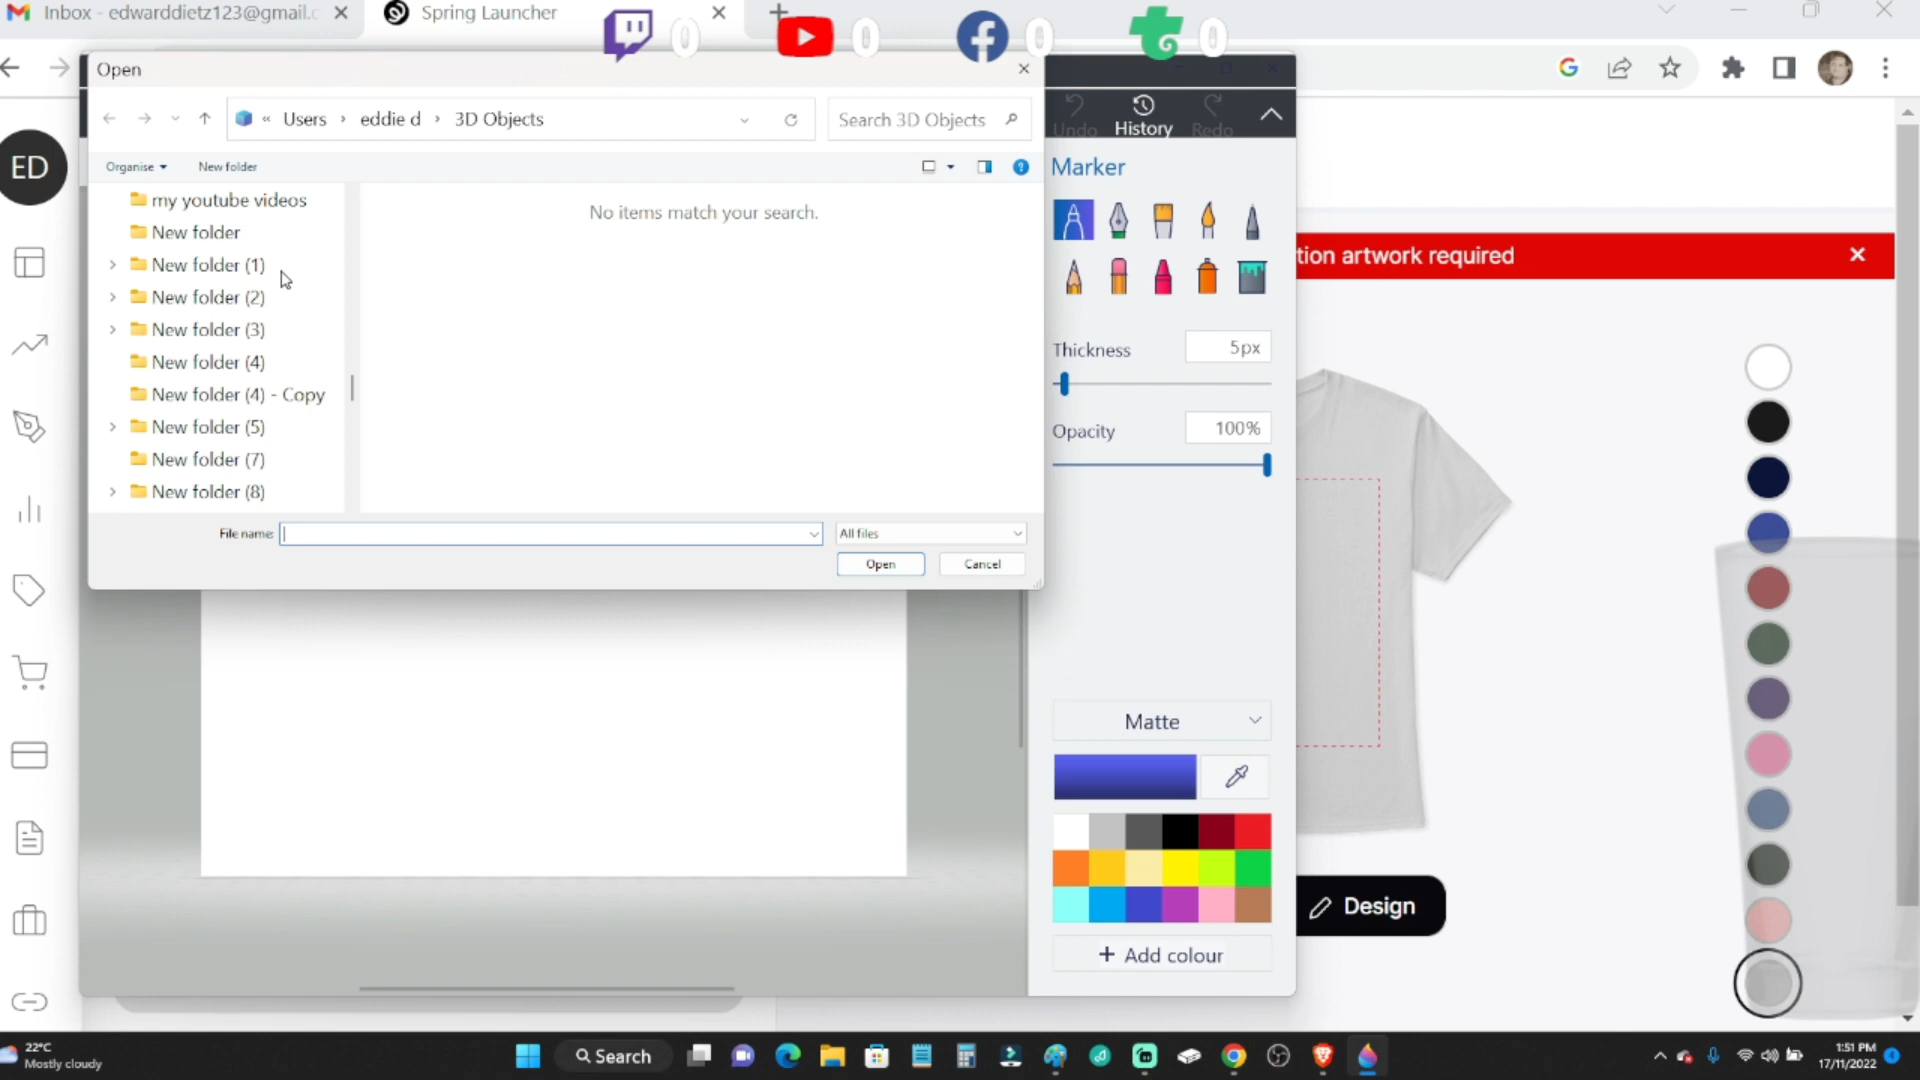 Inbox - edwarddietz123@gmail.c
Spring Launcher
0
0
0
0
Open
« Users › eddie d › 3D Objects
Search 3D Objects
Organise
New folder
my youtube videos
New folder
New folder (1)
New folder (2)
New folder (3)
New folder (4)
New folder (4) - Copy
New folder (5)
New folder (7)
New folder (8)
No items match your search.
File name:
All files
Open
Cancel
Undo
History
Redo
Marker
Thickness
5px
Opacity
100%
Matte
+ Add colour
ED
tion artwork required
Design
22°C
Mostly cloudy
Search
1:51 PM
17/11/2022